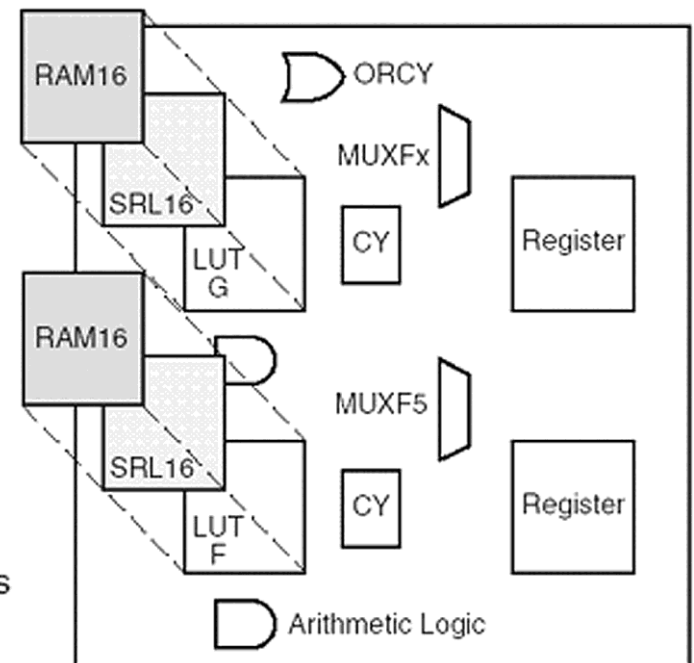 RAM16
ORCY
MUXFx
SRL16
CY
Register
LUT
G
RAM16
MUXF5
SRL16
CY
Register
LUT
F
s
Arithmetic Logic